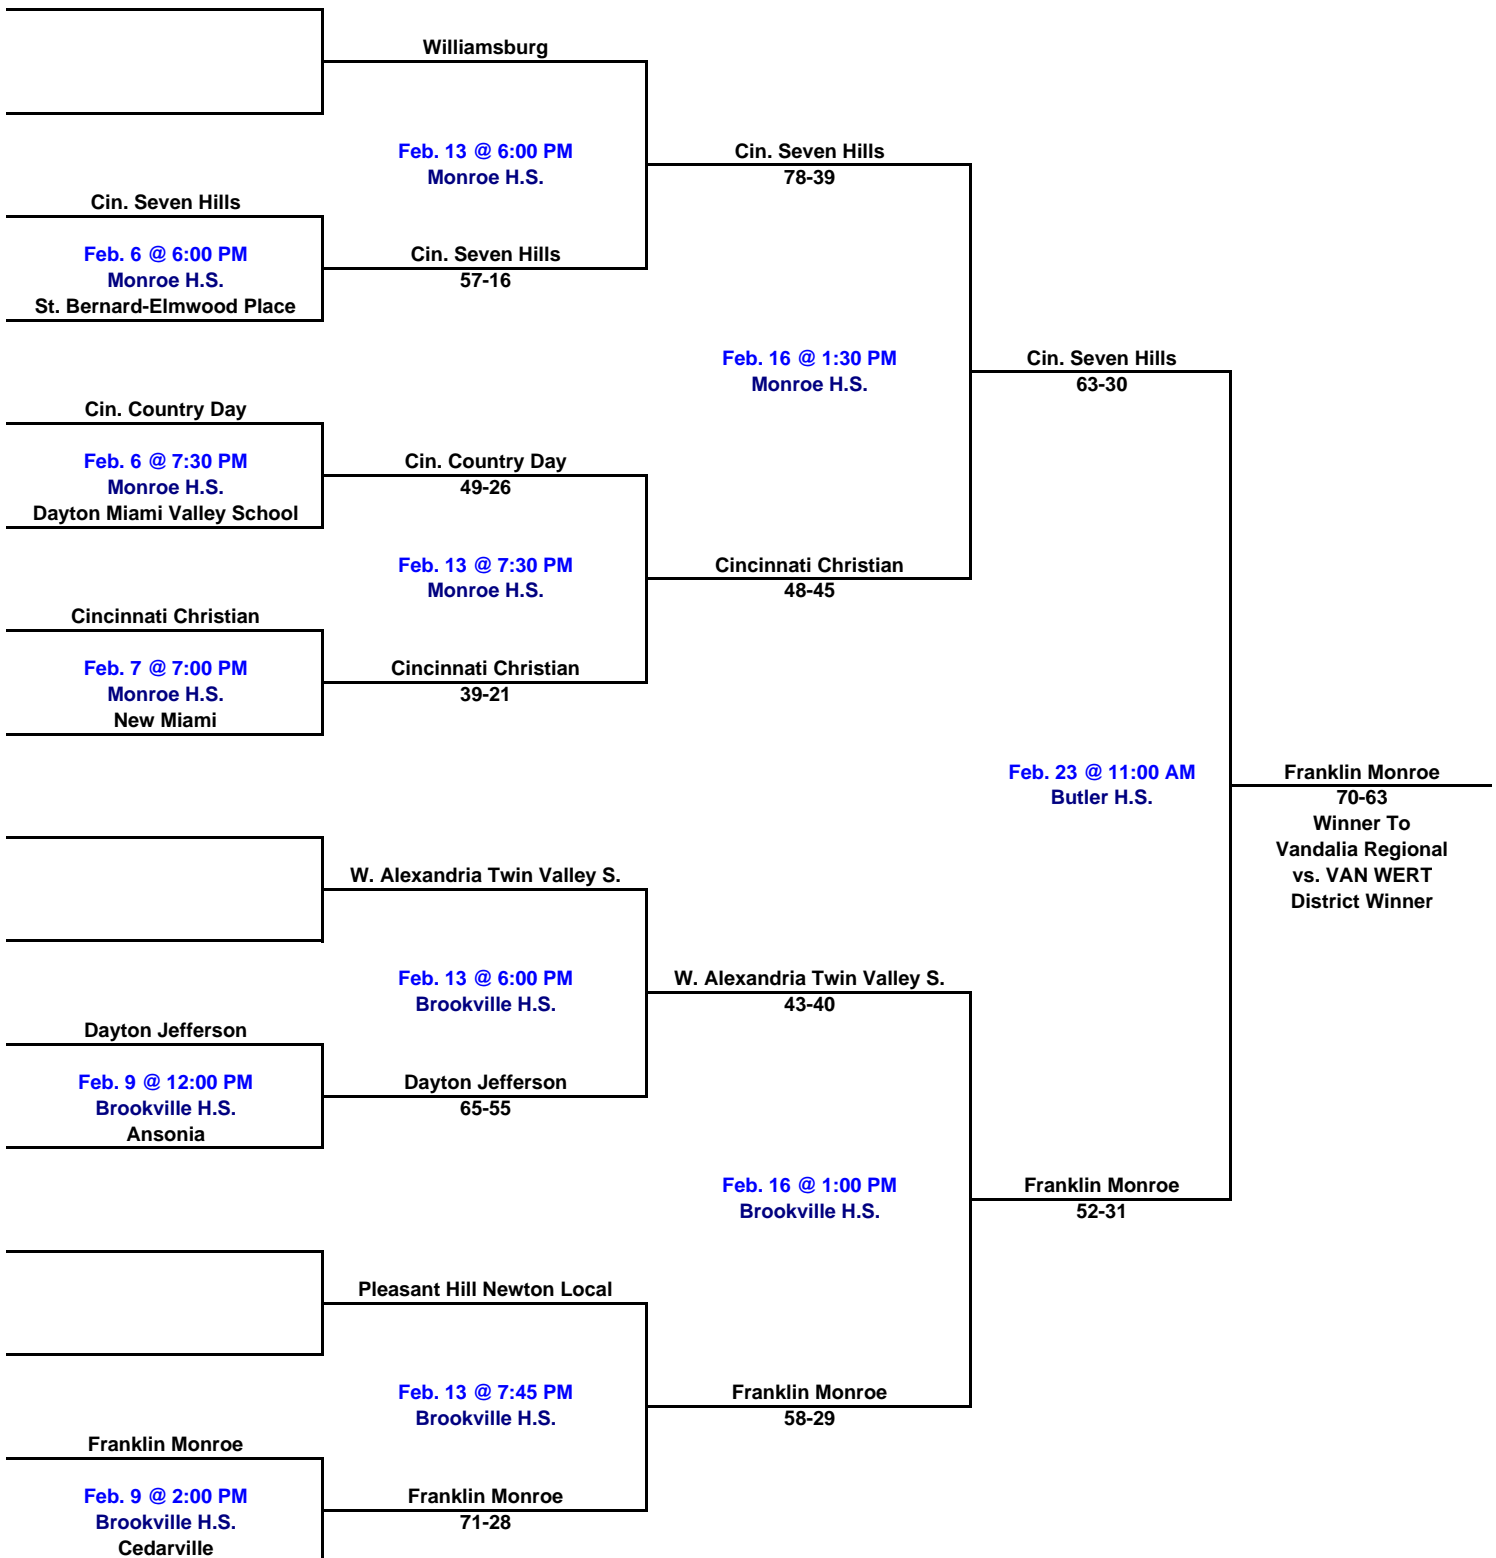 Williamsburg
Feb. 13 @ 6:00 PM
Monroe H.S.
Cin. Seven Hills
78-39
Cin. Seven Hills
Feb. 6 @ 6:00 PM
Monroe H.S.
St. Bernard-Elmwood Place
Cin. Seven Hills
57-16
Feb. 16 @ 1:30 PM
Monroe H.S.
Cin. Seven Hills
63-30
Cin. Country Day
Feb. 6 @ 7:30 PM
Monroe H.S.
Dayton Miami Valley School
Cin. Country Day
49-26
Feb. 13 @ 7:30 PM
Monroe H.S.
Cincinnati Christian
48-45
Cincinnati Christian
Feb. 7 @ 7:00 PM
Monroe H.S.
New Miami
Cincinnati Christian
39-21
Feb. 23 @ 11:00 AM
Butler H.S.
Franklin Monroe
70-63
Winner To
Vandalia Regional
vs. VAN WERT
District Winner
W. Alexandria Twin Valley S.
Feb. 13 @ 6:00 PM
Brookville H.S.
W. Alexandria Twin Valley S.
43-40
Dayton Jefferson
Feb. 9 @ 12:00 PM
Brookville H.S.
Ansonia
Dayton Jefferson
65-55
Feb. 16 @ 1:00 PM
Brookville H.S.
Franklin Monroe
52-31
Pleasant Hill Newton Local
Feb. 13 @ 7:45 PM
Brookville H.S.
Franklin Monroe
58-29
Franklin Monroe
Feb. 9 @ 2:00 PM
Brookville H.S.
Cedarville
Franklin Monroe
71-28